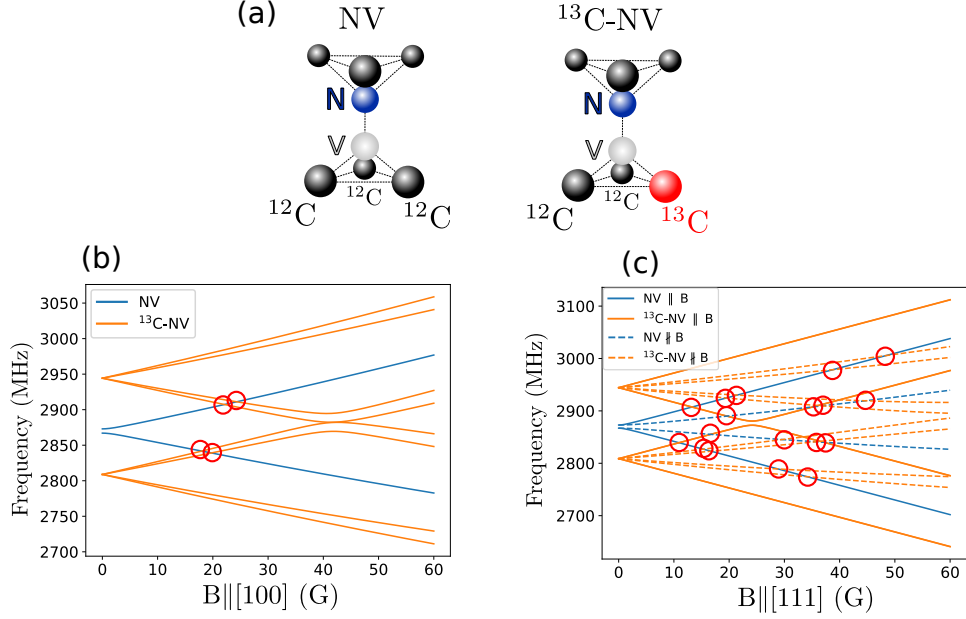 (a)
NV
¹³C-NV
N
N
𝕍
𝕍
¹²C
¹²C
¹²C
¹²C
¹²C
¹³C
(b)
NV
¹³C-NV
Frequency (MHz)
3050
3000
2950
2900
2850
2800
2750
2700
0 10 20 30 40 50 60
B∥[100] (G)
(c)
NV ∥ B
¹³C-NV ∥ B
NV ∦ B
¹³C-NV ∦ B
Frequency (MHz)
3100
3000
2900
2800
2700
0 10 20 30 40 50 60
B∥[111] (G)